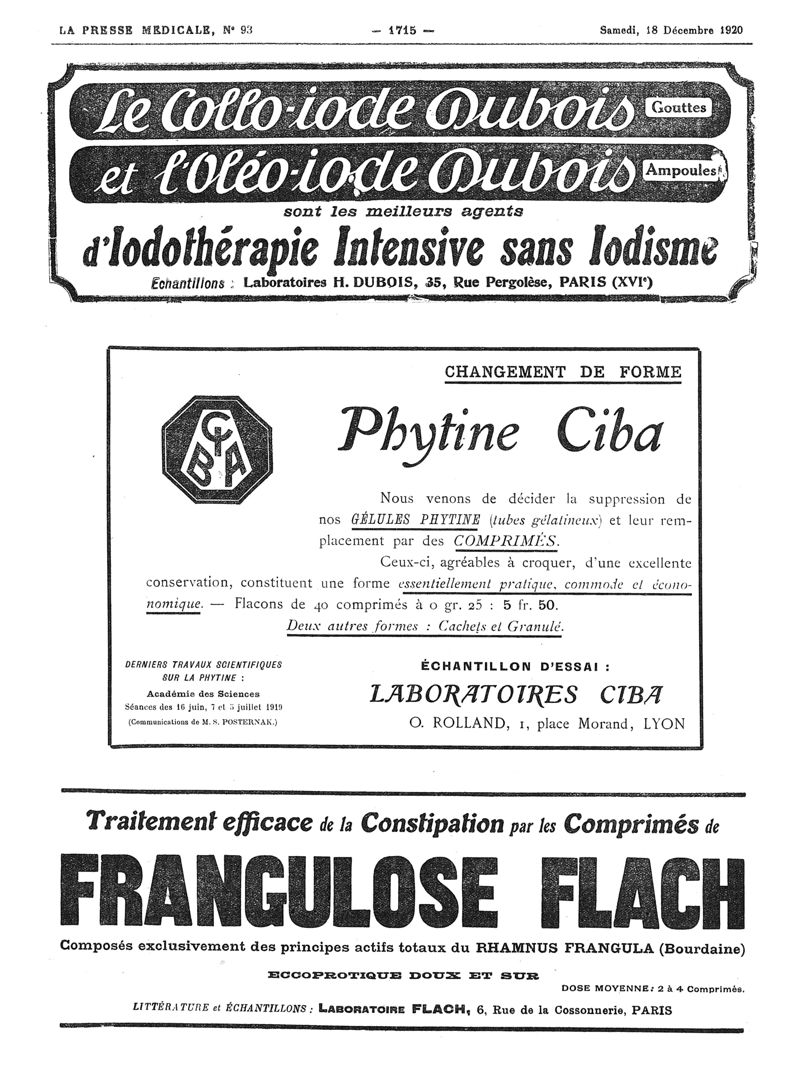 LA PRESSE MEDICALE, N° 93
— 1715 —
Samedi, 18 Décembre 1920
Le Collo-iode Dubois Gouttes
et l'Oléo-iode Dubois Ampoules
sont les meilleurs agents
d'Iodothérapie Intensive sans Iodisme
Échantillons : Laboratoires H. DUBOIS, 35, Rue Pergolèse, PARIS (XVIe)
CHANGEMENT DE FORME
CIBA
Phytine Ciba
Nous venons de décider la suppression de
nos GÉLULES PHYTINE (tubes gélatineux) et leur rem-
placement par des COMPRIMÉS.
Ceux-ci, agréables à croquer, d'une excellente
conservation, constituent une forme essentiellement pratique, commode et écono-
nomique. — Flacons de 40 comprimés à 0 gr. 25 : 5 fr. 50.
Deux autres formes : Cachets et Granulé.
DERNIERS TRAVAUX SCIENTIFIQUES
SUR LA PHYTINE :
Académie des Sciences
Séances des 16 juin, 7 et juillet 1919
(Communications de M. S. POSTERNAK.)
ÉCHANTILLON D'ESSAI :
LABORATOIRES CIBA
O. ROLLAND, 1, place Morand, LYON
Traitement efficace de la Constipation par les Comprimés de
FRANGULOSE FLACH
Composés exclusivement des principes actifs totaux du RHAMNUS FRANGULA (Bourdaine)
ECCOPROTIQUE DOUX ET SUR
DOSE MOYENNE : 2 à 4 Comprimés.
LITTÉRATURE et ÉCHANTILLONS : LABORATOIRE FLACH, 6, Rue de la Cossonnerie, PARIS